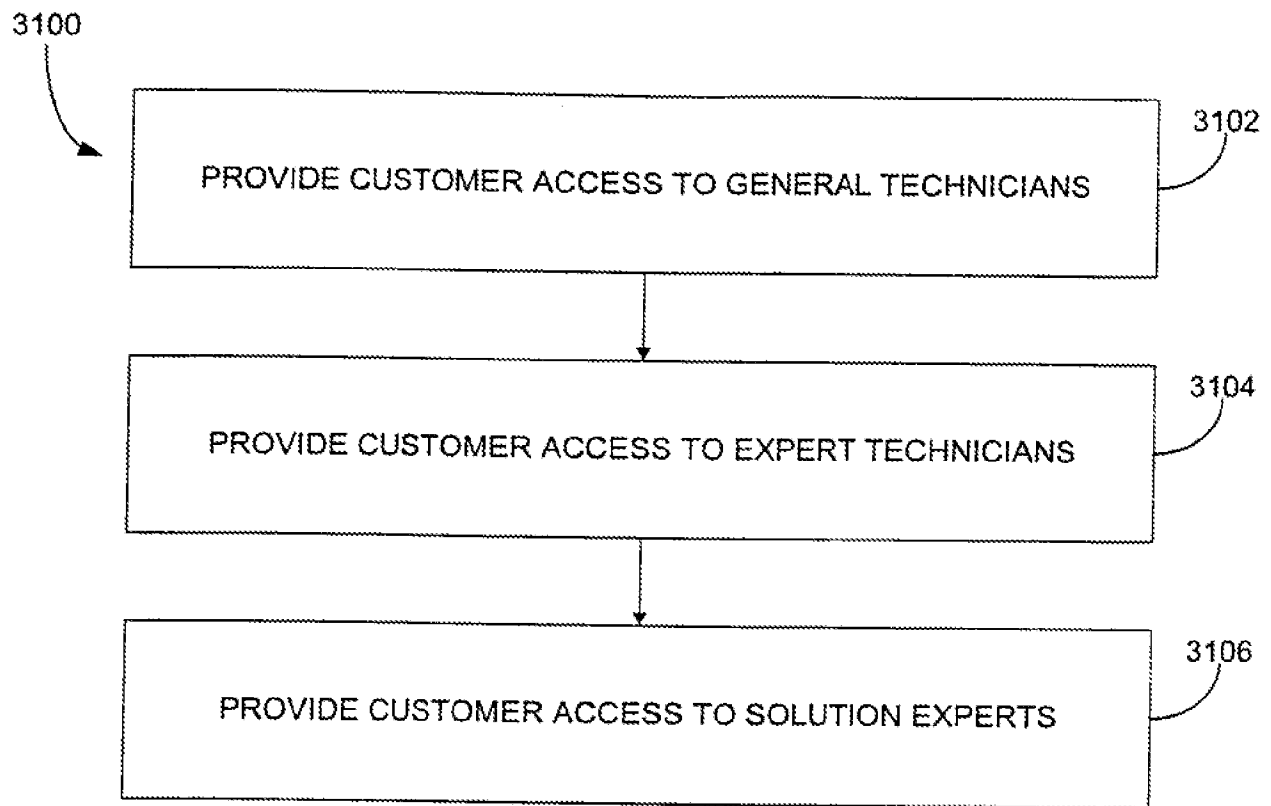 3100
3102
PROVIDE CUSTOMER ACCESS TO GENERAL TECHNICIANS
3104
PROVIDE CUSTOMER ACCESS TO EXPERT TECHNICIANS
3106
PROVIDE CUSTOMER ACCESS TO SOLUTION EXPERTS